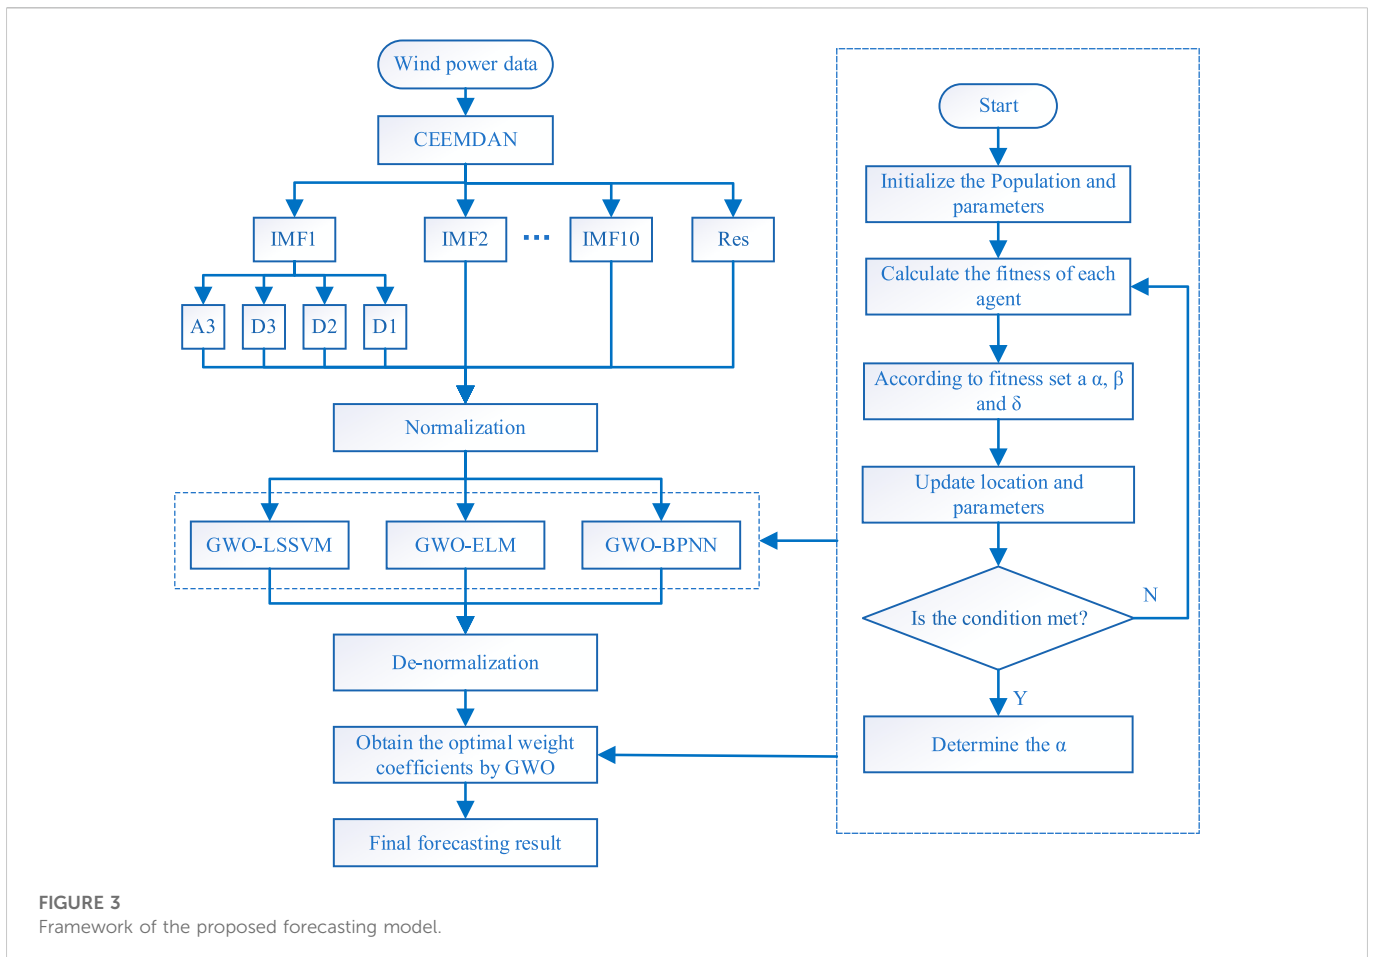 Wind power data
CEEMDAN
IMF1
IMF2
...
IMF10
Res
A3
D3
D2
D1
Normalization
GWO-LSSVM
GWO-ELM
GWO-BPNN
De-normalization
Obtain the optimal weight
coefficients by GWO
Final forecasting result
Start
Initialize the Population and
parameters
Calculate the fitness of each
agent
According to fitness set a α, β
and δ
Update location and
parameters
Is the condition met?
N
Y
Determine the α
FIGURE 3
Framework of the proposed forecasting model.